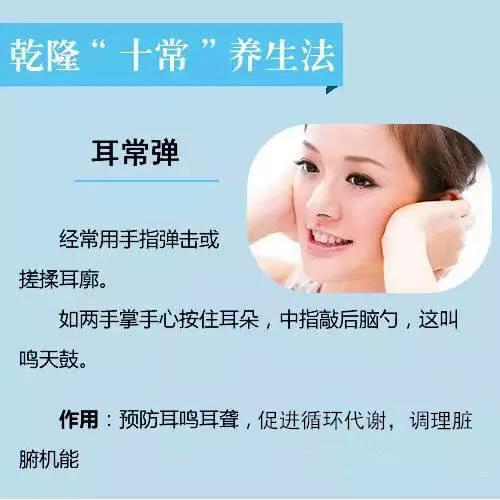 乾隆“十常”养生法
耳常弹
经常用手指弹击或
搓揉耳廓。
如两手掌手心按住耳朵，中指敲后脑勺，这叫
鸣天鼓。
作用：预防耳鸣耳聋，促进循环代谢，调理脏
腑机能